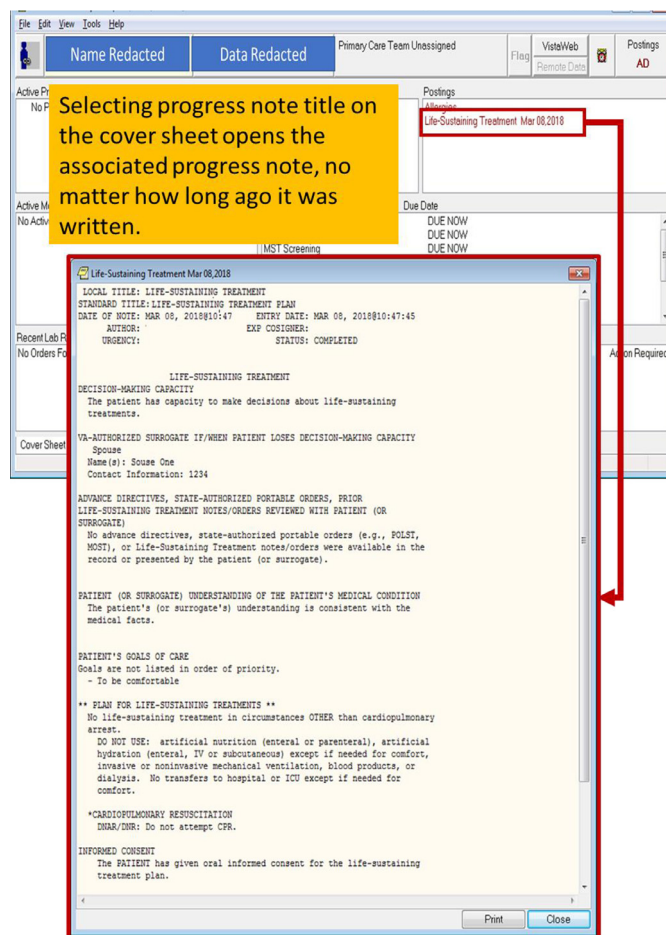 File Edit View Tools Help
Name Redacted
Data Redacted
Primary Care Team Unassigned
Flag
VistaWeb
Remote Data
Postings
AD
Active Pr
No P
Postings
Allergies
Life-Sustaining Treatment Mar 08,2018
Selecting progress note title on
the cover sheet opens the
associated progress note, no
matter how long ago it was
written.
Active Me
No Activ
Due Date
DUE NOW
DUE NOW
MST Screening DUE NOW
Recent Lab R
No Orders Fo
Action Required
Cover Sheet
Life-Sustaining Treatment Mar 08,2018
LOCAL TITLE: LIFE-SUSTAINING TREATMENT
STANDARD TITLE: LIFE-SUSTAINING TREATMENT PLAN
DATE OF NOTE: MAR 08, 2018@10:47 ENTRY DATE: MAR 08, 2018@10:47:45
AUTHOR: EXP COSIGNER:
URGENCY: STATUS: COMPLETED
LIFE-SUSTAINING TREATMENT
DECISION-MAKING CAPACITY
The patient has capacity to make decisions about life-sustaining
treatments.
VA-AUTHORIZED SURROGATE IF/WHEN PATIENT LOSES DECISION-MAKING CAPACITY
Spouse
Name(s): Souse One
Contact Information: 1234
ADVANCE DIRECTIVES, STATE-AUTHORIZED PORTABLE ORDERS, PRIOR
LIFE-SUSTAINING TREATMENT NOTES/ORDERS REVIEWED WITH PATIENT (OR
SURROGATE)
No advance directives, state-authorized portable orders (e.g., POLST,
MOST), or Life-Sustaining Treatment notes/orders were available in the
record or presented by the patient (or surrogate).
PATIENT (OR SURROGATE) UNDERSTANDING OF THE PATIENT'S MEDICAL CONDITION
The patient's (or surrogate's) understanding is consistent with the
medical facts.
PATIENT'S GOALS OF CARE
Goals are not listed in order of priority.
- To be comfortable
** PLAN FOR LIFE-SUSTAINING TREATMENTS **
No life-sustaining treatment in circumstances OTHER than cardiopulmonary
arrest.
DO NOT USE: artificial nutrition (enteral or parenteral), artificial
hydration (enteral, IV or subcutaneous) except if needed for comfort,
invasive or noninvasive mechanical ventilation, blood products, or
dialysis. No transfers to hospital or ICU except if needed for
comfort.
*CARDIOPULMONARY RESUSCITATION
DNAR/DNR: Do not attempt CPR.
INFORMED CONSENT
The PATIENT has given oral informed consent for the life-sustaining
treatment plan.
Print
Close